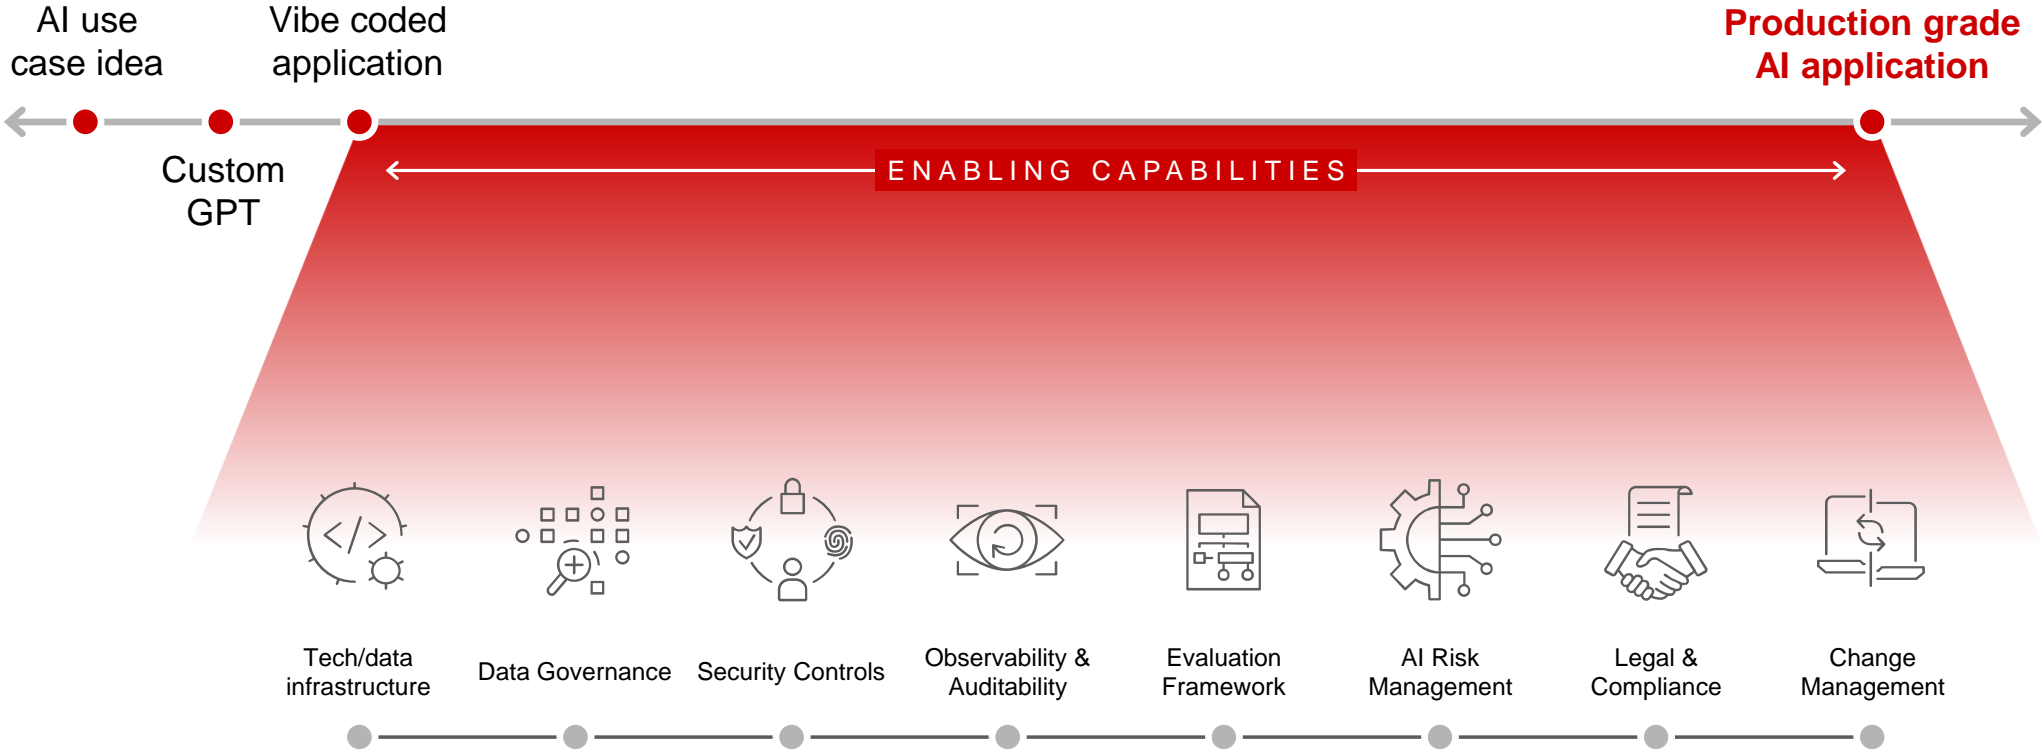 AI use
case idea
Vibe coded
application
Production grade
AI application
Custom
GPT
ENABLING CAPABILITIES
Tech/data
infrastructure
Data Governance
Security Controls
Observability &
Auditability
Evaluation
Framework
AI Risk
Management
Legal &
Compliance
Change
Management